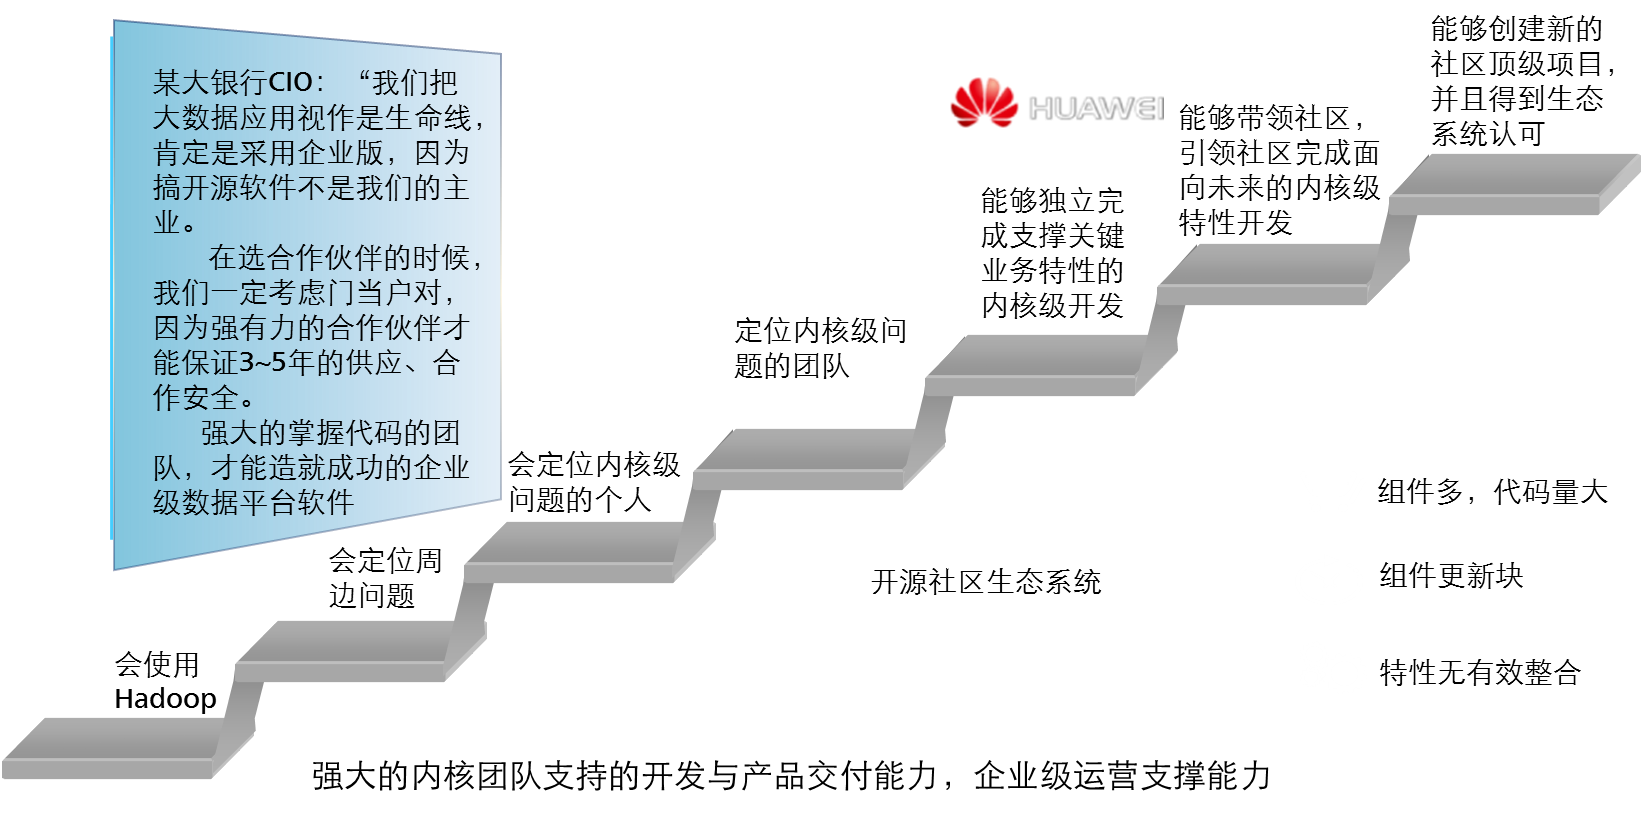 某大银行CIO：“我们把
大数据应用视作是生命线，
肯定是采用企业版，因为
搞开源软件不是我们的主
业。
在选合作伙伴的时候，
我们一定考虑门当户对，
因为强有力的合作伙伴才
能保证3~5年的供应、合
作安全。
强大的掌握代码的团
队，才能造就成功的企业
级数据平台软件
会使用
Hadoop
会定位周
边问题
会定位内核级
问题的个人
定位内核级问
题的团队
能够独立完
成支撑关键
业务特性的
内核级开发
HUAWEI
能够带领社区，
引领社区完成面
向未来的内核级
特性开发
能够创建新的
社区顶级项目，
并且得到生态
系统认可
开源社区生态系统
组件多，代码量大
组件更新块
特性无有效整合
强大的内核团队支持的开发与产品交付能力，企业级运营支撑能力